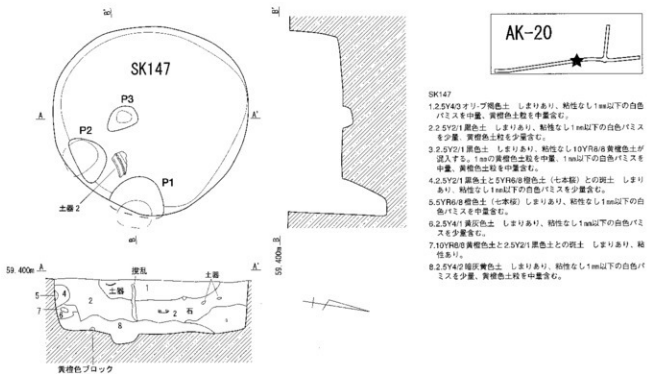 B'
SK147
P3
A
A'
P2
P1
土器2
B
B'
B
59.400m
AK-20
SK147
1.2.5Y4/3オリーブ褐色土　しまりあり、粘性なし1㎜以下の白色
パミスを中量、黄橙色土粒を中量含む。
2.2.5Y2/1黒色土　しまりあり、粘性なし1㎜以下の白色パミス
を少量、黄橙色土粒を少量含む。
3.2.5Y2/1黒色土　しまりあり、粘性なし10YR8/8黄橙色土が
混入する。1㎜の黄橙色土粒を中量、1㎜以下の白色パミスを
中量、黄橙色土粒を中量含む。
4.2.5Y2/1黒色土と5YR6/8橙色土（七本桜）との斑土　しまり
あり、粘性なし1㎜以下の白色パミスを少量含む。
5.5YR6/8橙色土（七本桜）しまりあり、粘性なし1㎜以下の白
色パミスを中量含む。
6.2.5Y4/1黄灰色土　しまりあり、粘性なし1㎜以下の白色パミ
スを少量含む。
7.10YR8/8黄橙色土と2.5Y2/1黒色土との斑土　しまりあり、粘
性あり。
8.2.5Y4/2暗灰黄色土　しまりあり、粘性なし1㎜以下の白色パ
ミスを少量、黄橙色土粒を中量含む。
59.400m
A
A'
撹乱
土器
土器
1
2
2
石
4
5
7
6
8
黄橙色ブロック